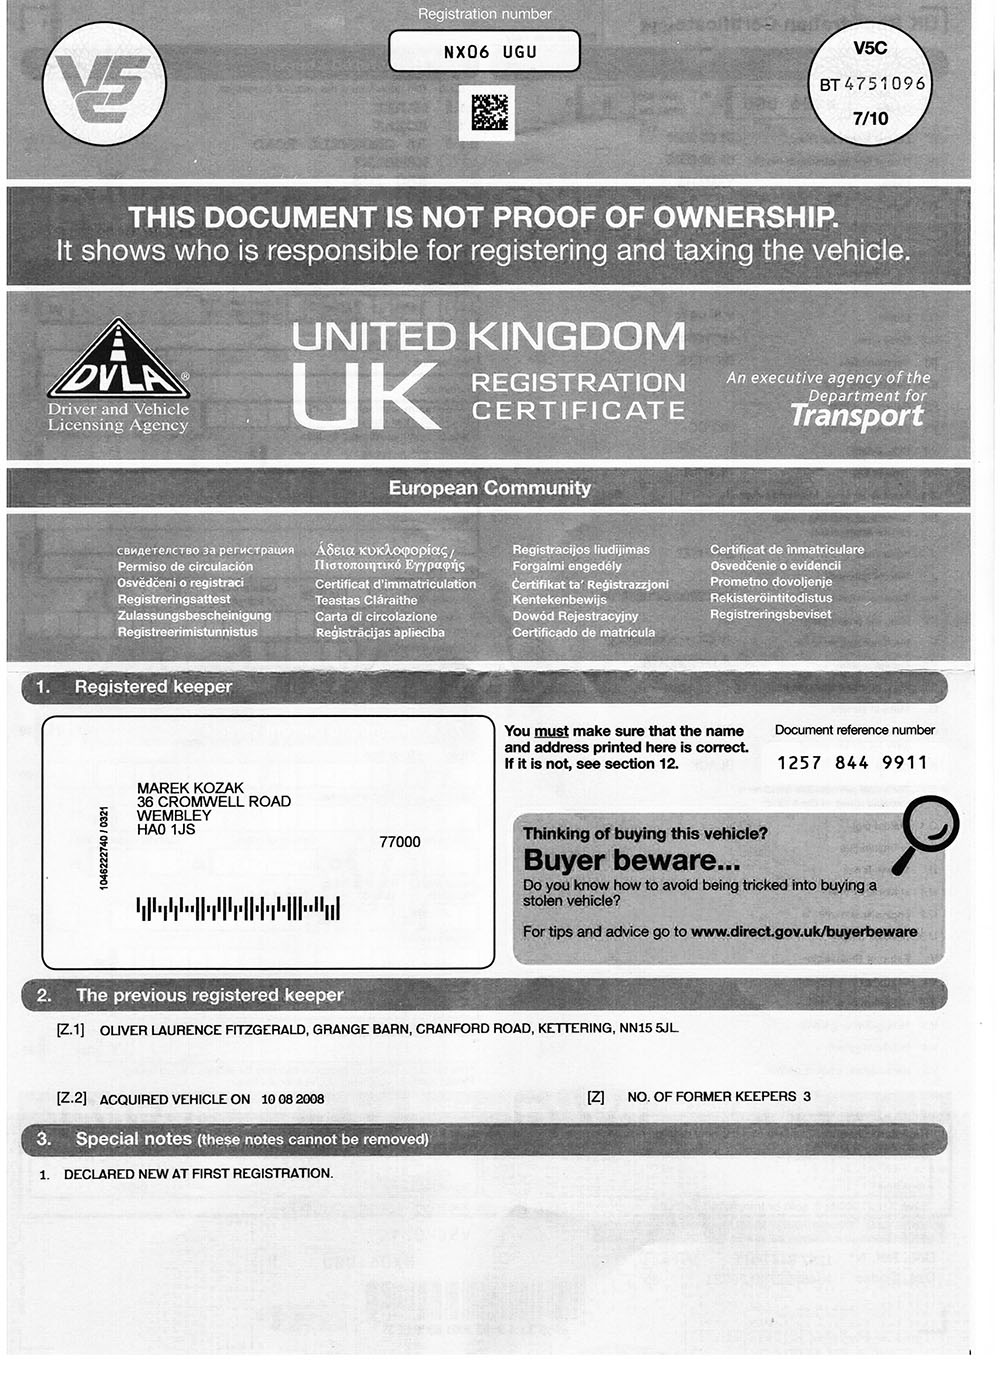 Registration number
NX06 UGU
V5C
V5C
BT 4751096
7/10
THIS DOCUMENT IS NOT PROOF OF OWNERSHIP.
It shows who is responsible for registering and taxing the vehicle.
DVLA®
Driver and Vehicle
Licensing Agency
UNITED KINGDOM
UK REGISTRATION
CERTIFICATE
An executive agency of the
Department for
Transport
European Community
свидетелство за регистрация
Permiso de circulación
Osvědčení o registraci
Registreringsattest
Zulassungsbescheinigung
Registreerimistunnistus
Άδεια κυκλοφορίας /
Πιστοποιητικό Εγγραφής
Certificat d'immatriculation
Teastas Cláraithe
Carta di circolazione
Reģistrācijas apliecība
Registracijos liudijimas
Forgalmi engedély
Ċertifikat ta' Reġistrazzjoni
Kentekenbewijs
Dowód Rejestracyjny
Certificado de matrícula
Certificat de înmatriculare
Osvedčenie o evidencii
Prometno dovoljenje
Rekisteröintitodistus
Registreringsbeviset
1. Registered keeper
1046222740 / 0321
MAREK KOZAK
36 CROMWELL ROAD
WEMBLEY
HA0 1JS
77000
You must make sure that the name
and address printed here is correct.
If it is not, see section 12.
Document reference number
1257 844 9911
Thinking of buying this vehicle?
Buyer beware...
Do you know how to avoid being tricked into buying a
stolen vehicle?
For tips and advice go to www.direct.gov.uk/buyerbeware
2. The previous registered keeper
[Z.1] OLIVER LAURENCE FITZGERALD, GRANGE BARN, CRANFORD ROAD, KETTERING, NN15 5JL
[Z.2] ACQUIRED VEHICLE ON 10 08 2008
[Z] NO. OF FORMER KEEPERS 3
3. Special notes (these notes cannot be removed)
1. DECLARED NEW AT FIRST REGISTRATION.